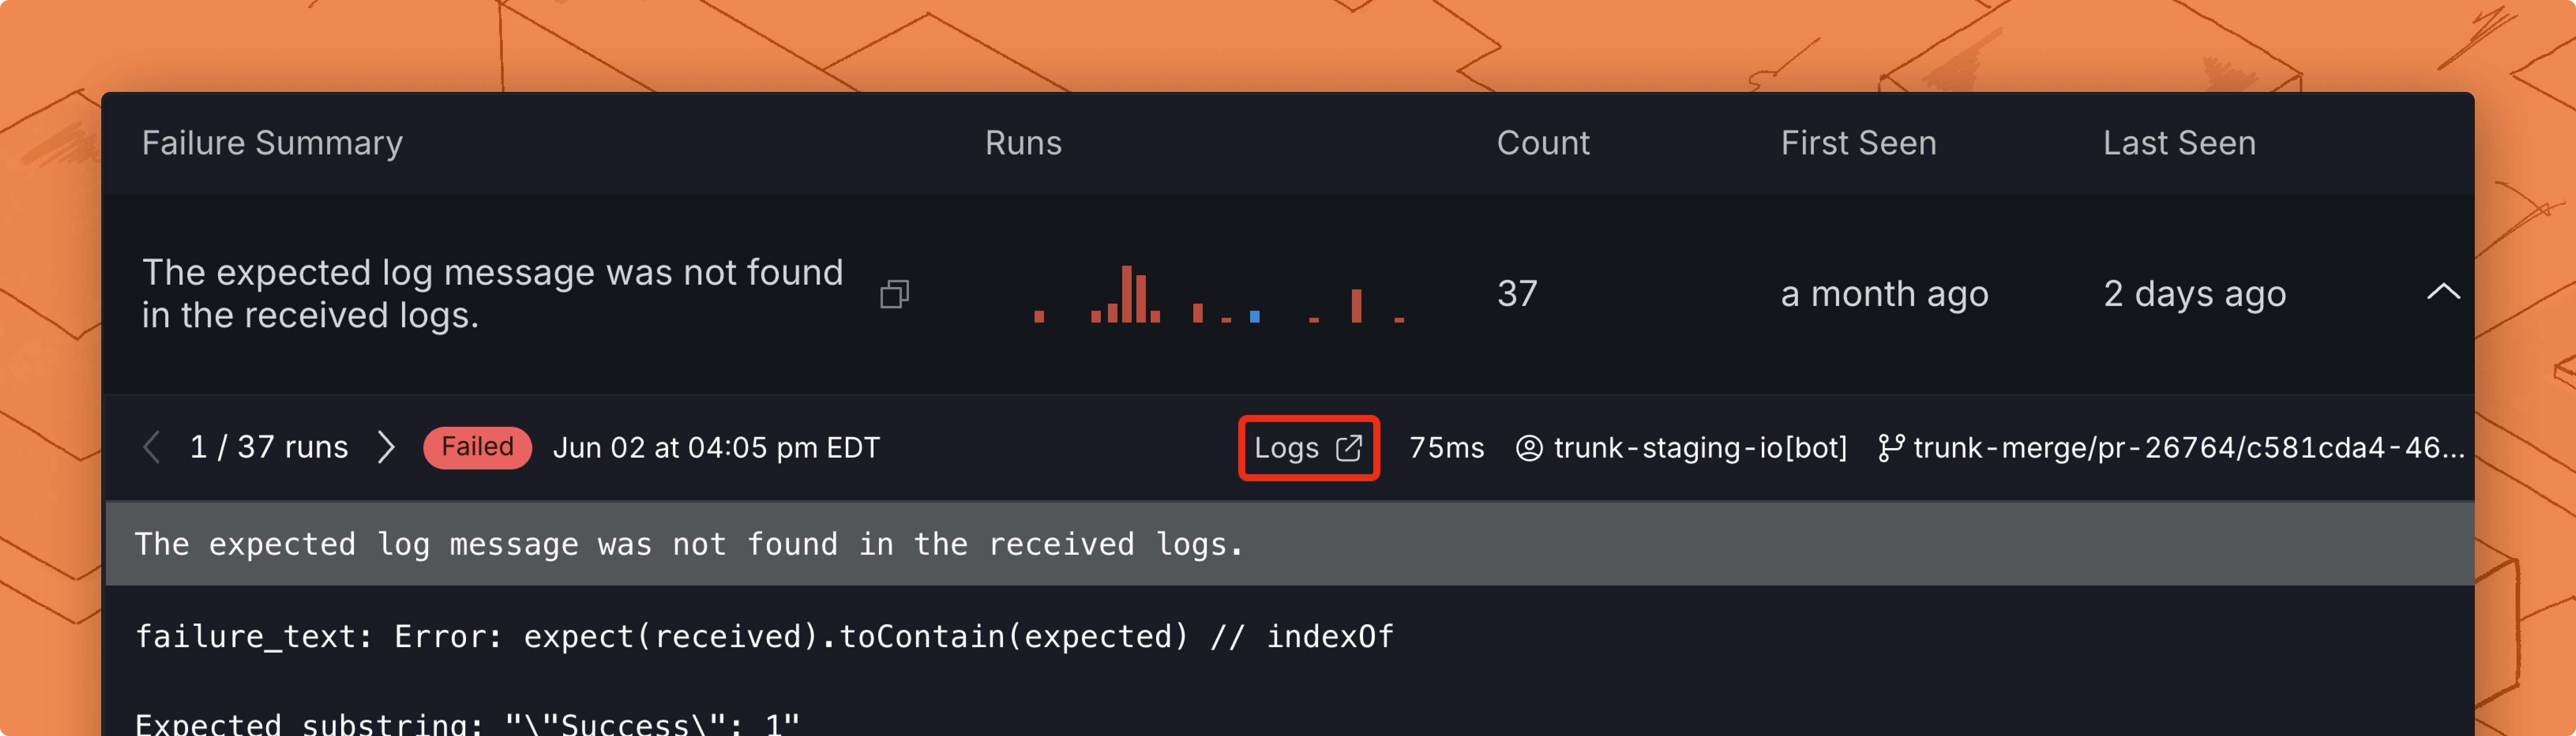 Failure Summary Runs Count First Seen Last Seen
The expected log message was not found
in the received logs.
37 a month ago 2 days ago
1 / 37 runs Failed Jun 02 at 04:05 pm EDT Logs 75ms trunk-staging-io[bot] trunk-merge/pr-26764/c581cda4-46...
The expected log message was not found in the received logs.
failure_text: Error: expect(received).toContain(expected) // indexOf
Expected substring: "\"Success\": 1"